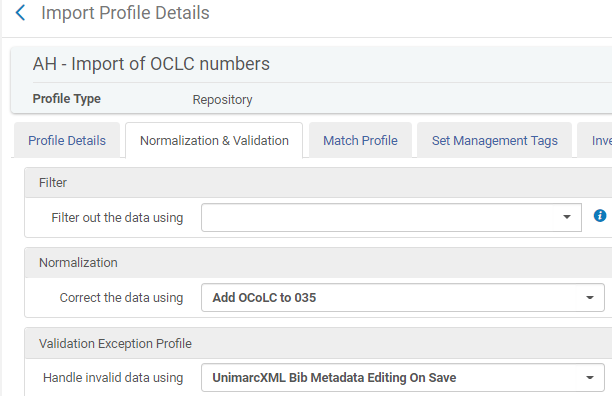 Import Profile Details
AH - Import of OCLC numbers
Profile Type Repository
Profile Details Normalization & Validation Match Profile Set Management Tags Inve
Filter
Filter out the data using
Normalization
Correct the data using Add OCoLC to 035
Validation Exception Profile
Handle invalid data using UnimarcXML Bib Metadata Editing On Save